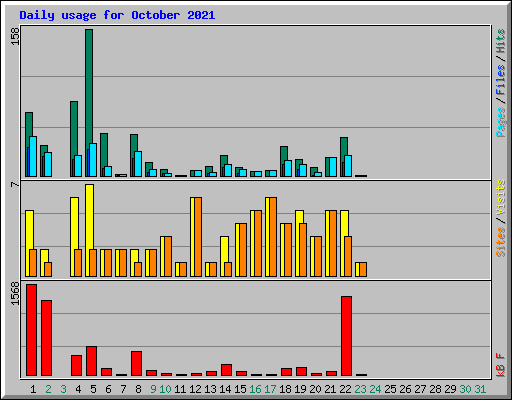 Daily usage for October 2021
158
Pages/Files/Hits
7
Sites/Visits
1568
kB F
1 2 3 4 5 6 7 8 9 10 11 12 13 14 15 16 17 18 19 20 21 22 23 24 25 26 27 28 29 30 31